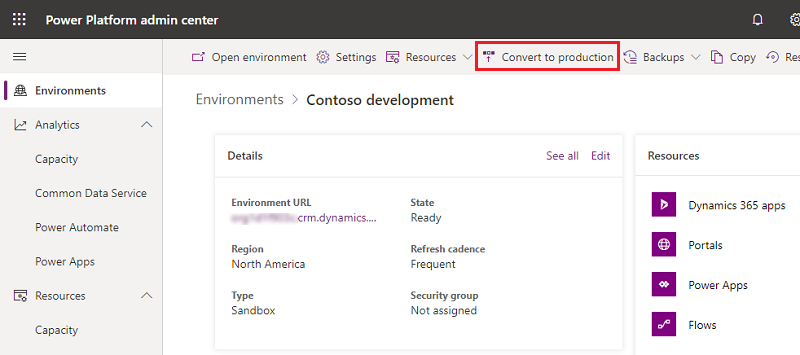 Power Platform admin center
Open environment Settings Resources Convert to production Backups Copy Res
Environments
Analytics
Capacity
Common Data Service
Power Automate
Power Apps
Resources
Capacity
Environments > Contoso development
Details See all Edit
Environment URL State
crm.dynamics.... Ready
Region Refresh cadence
North America Frequent
Type Security group
Sandbox Not assigned
Resources
Dynamics 365 apps
Portals
Power Apps
Flows